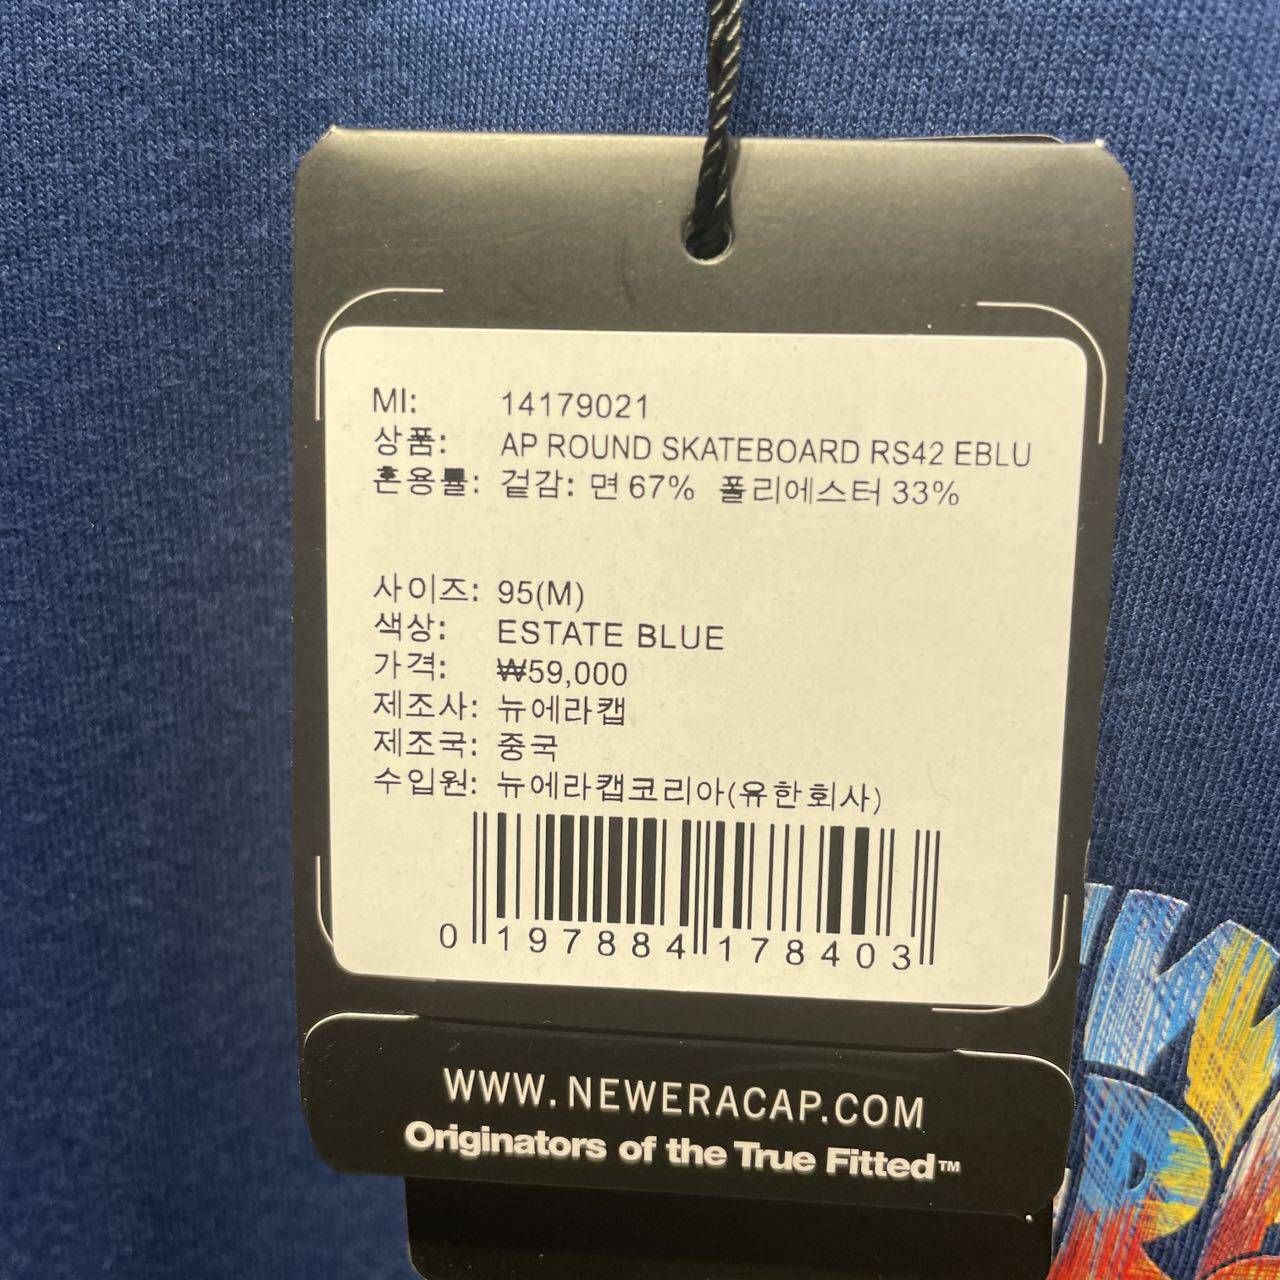 MI: 14179021
상품: AP ROUND SKATEBOARD RS42 EBLU
혼용률: 겉감: 면 67% 폴리에스터 33%
사이즈: 95(M)
색상: ESTATE BLUE
가격: ₩59,000
제조사: 뉴에라캡
제조국: 중국
수입원: 뉴에라캡코리아(유한회사)
0 197884 178403
WWW.NEWERACAP.COM
Originators of the True Fitted™